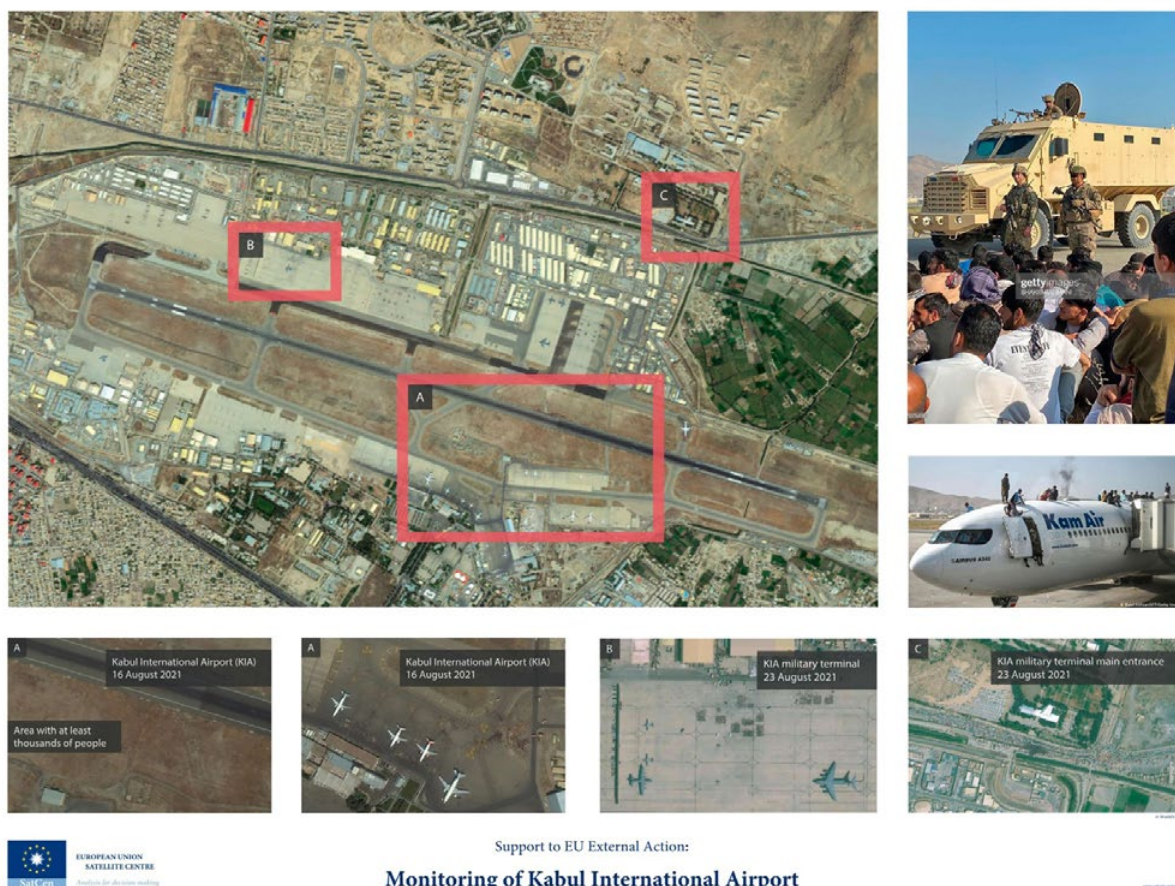 B
C
A
gettyimages
EVEN
Kam Air
AIRBUS A340
A
Kabul International Airport (KIA)
16 August 2021
Area with at least
thousands of people
A
Kabul International Airport (KIA)
16 August 2021
B
KIA military terminal
23 August 2021
C
KIA military terminal main entrance
23 August 2021
SatCen
EUROPEAN UNION
SATELLITE CENTRE
Analysis for decision making
Support to EU External Action:
Monitoring of Kabul International Airport